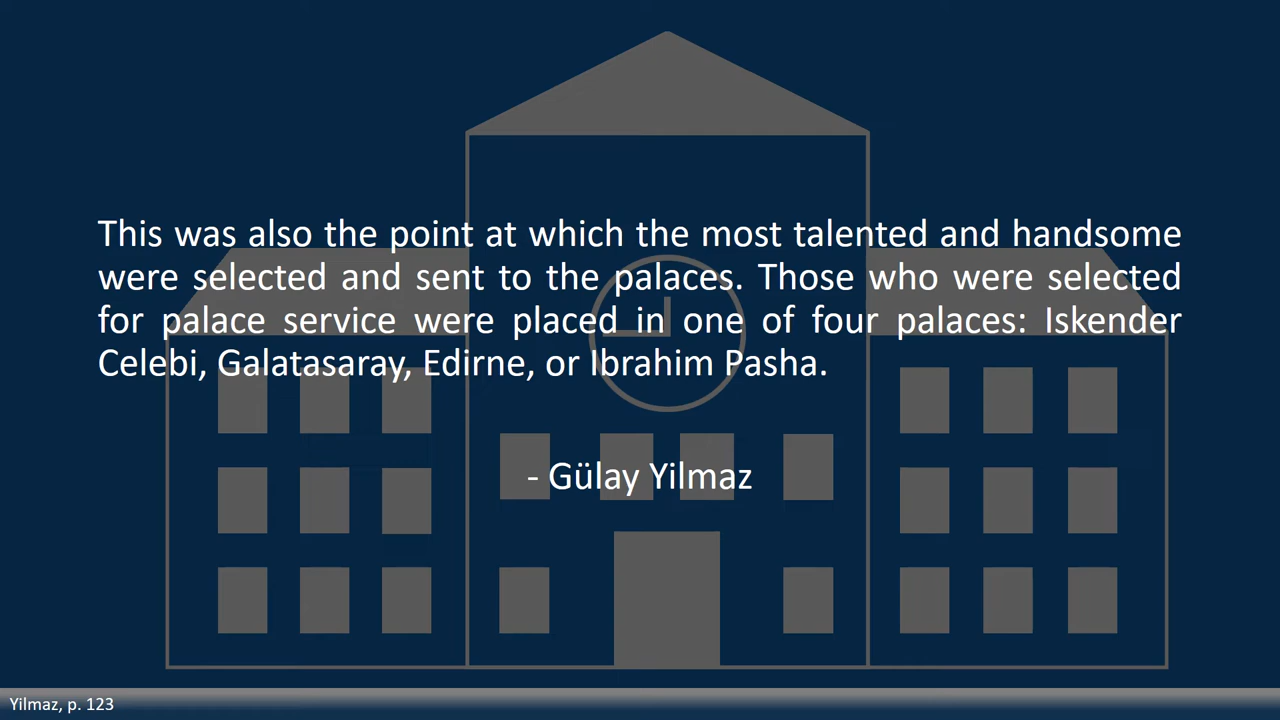 This was also the point at which the most talented and handsome
were selected and sent to the palaces. Those who were selected
for palace service were placed in one of four palaces: Iskender
Celebi, Galatasaray, Edirne, or Ibrahim Pasha.
- Gülay Yilmaz
Yilmaz, p. 123